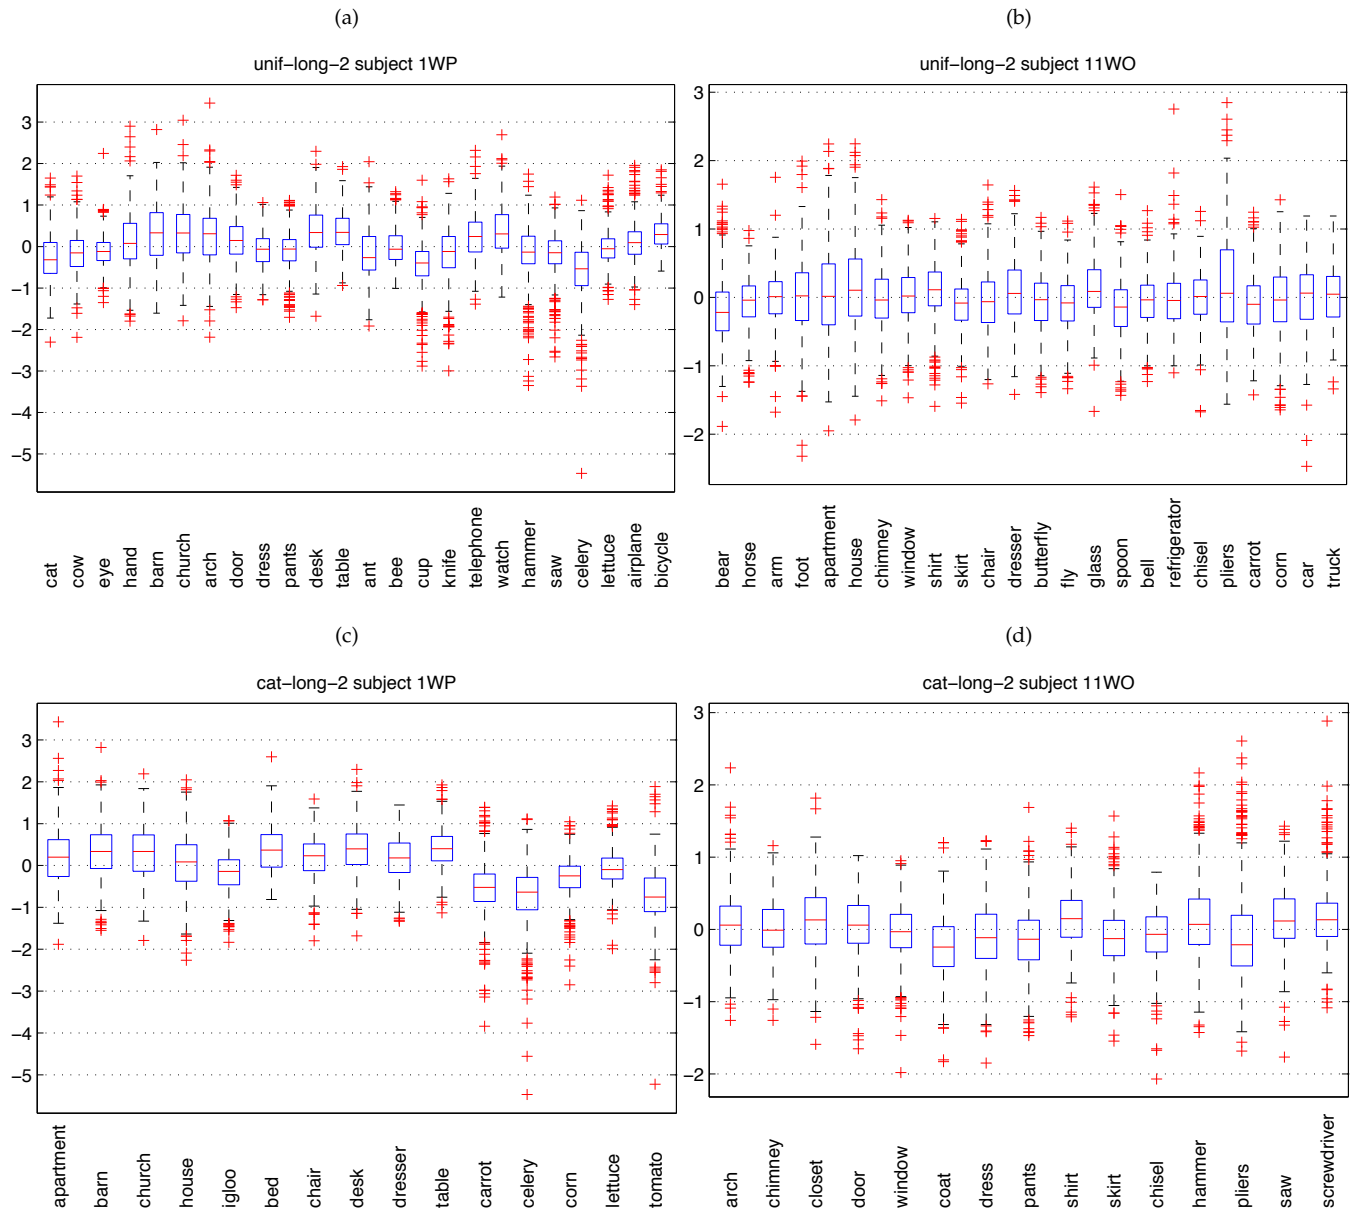 (a)
unif-long-2 subject 1WP
3
2
1
0
-1
-2
-3
-4
-5
cat
cow
eye
hand
barn
church
arch
door
dress
pants
desk
table
ant
bee
cup
knife
telephone
watch
hammer
saw
celery
lettuce
airplane
bicycle
(b)
unif-long-2 subject 11WO
3
2
1
0
-1
-2
bear
horse
arm
foot
apartment
house
chimney
window
shirt
skirt
chair
dresser
butterfly
fly
glass
spoon
bell
refrigerator
chisel
pliers
carrot
corn
car
truck
(c)
cat-long-2 subject 1WP
3
2
1
0
-1
-2
-3
-4
-5
apartment
barn
church
house
igloo
bed
chair
desk
dresser
table
carrot
celery
corn
lettuce
tomato
(d)
cat-long-2 subject 11WO
3
2
1
0
-1
-2
arch
chimney
closet
door
window
coat
dress
pants
shirt
skirt
chisel
hammer
pliers
saw
screwdriver